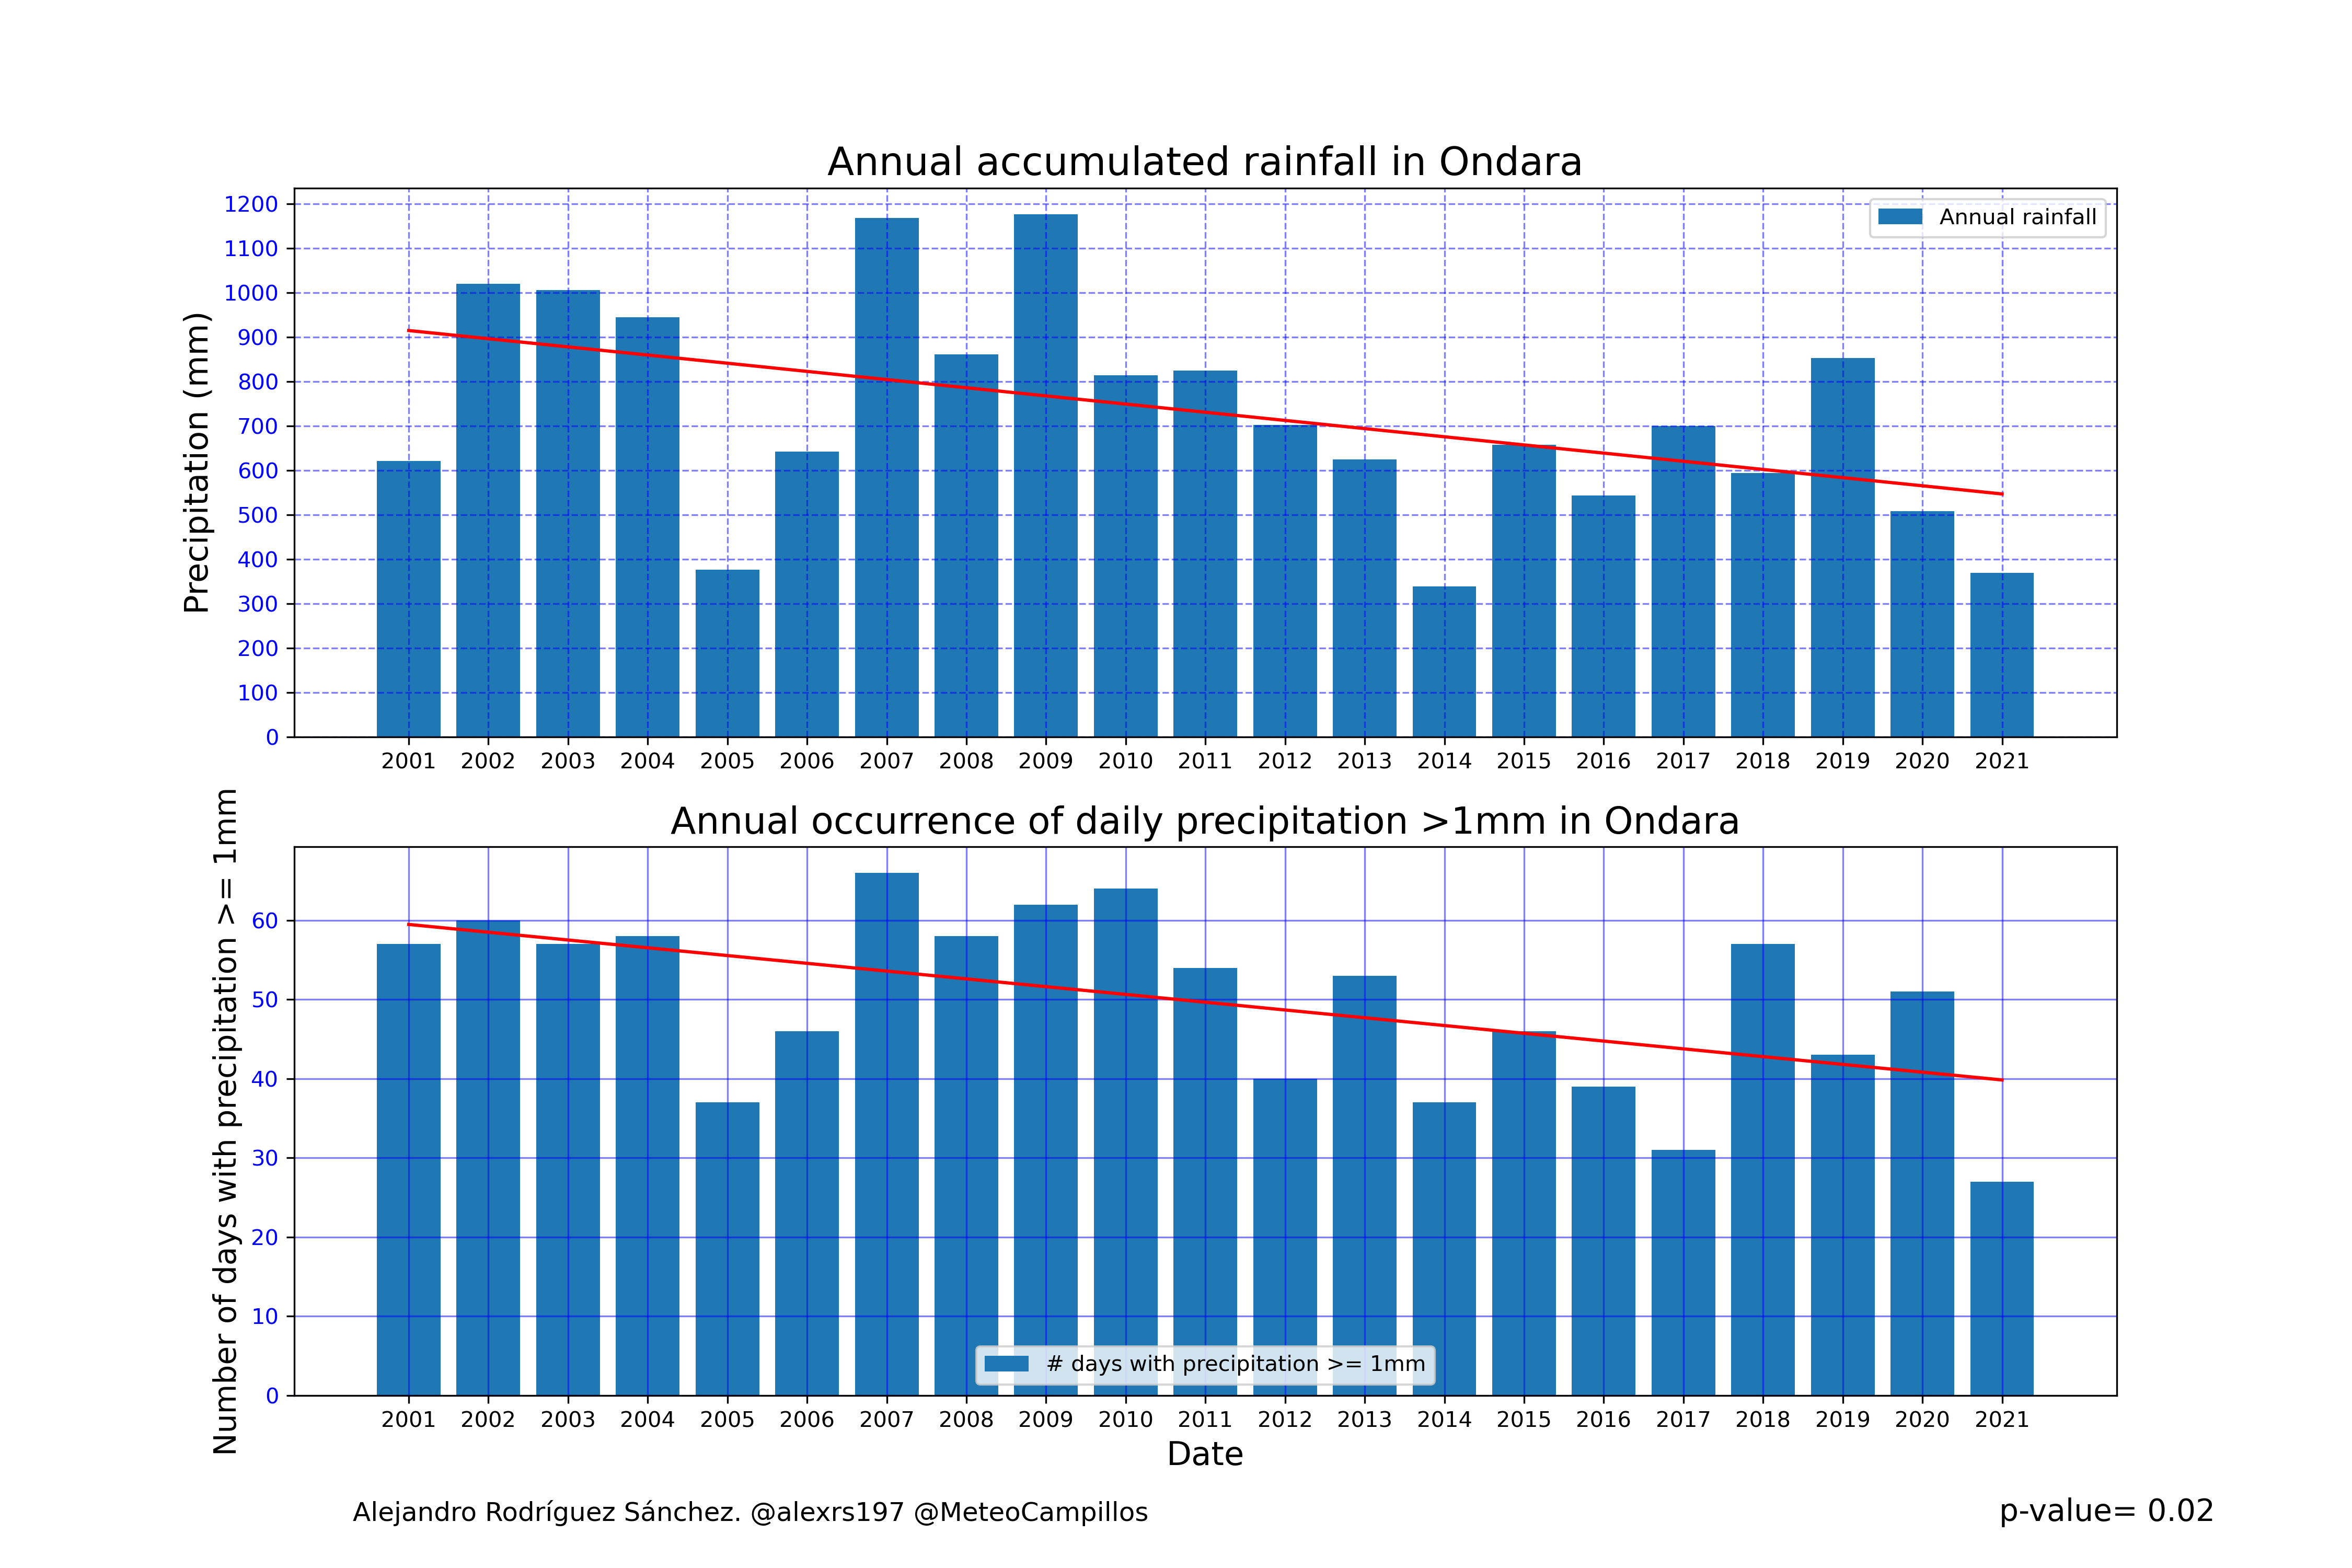 Annual accumulated rainfall in Ondara
Precipitation (mm)
1200
1100
1000
900
800
700
600
500
400
300
200
100
0
Annual rainfall
2001 2002 2003 2004 2005 2006 2007 2008 2009 2010 2011 2012 2013 2014 2015 2016 2017 2018 2019 2020 2021
Annual occurrence of daily precipitation >1mm in Ondara
Number of days with precipitation >= 1mm
60
50
40
30
20
10
0
# days with precipitation >= 1mm
2001 2002 2003 2004 2005 2006 2007 2008 2009 2010 2011 2012 2013 2014 2015 2016 2017 2018 2019 2020 2021
Date
Alejandro Rodríguez Sánchez. @alexrs197 @MeteoCampillos
p-value= 0.02